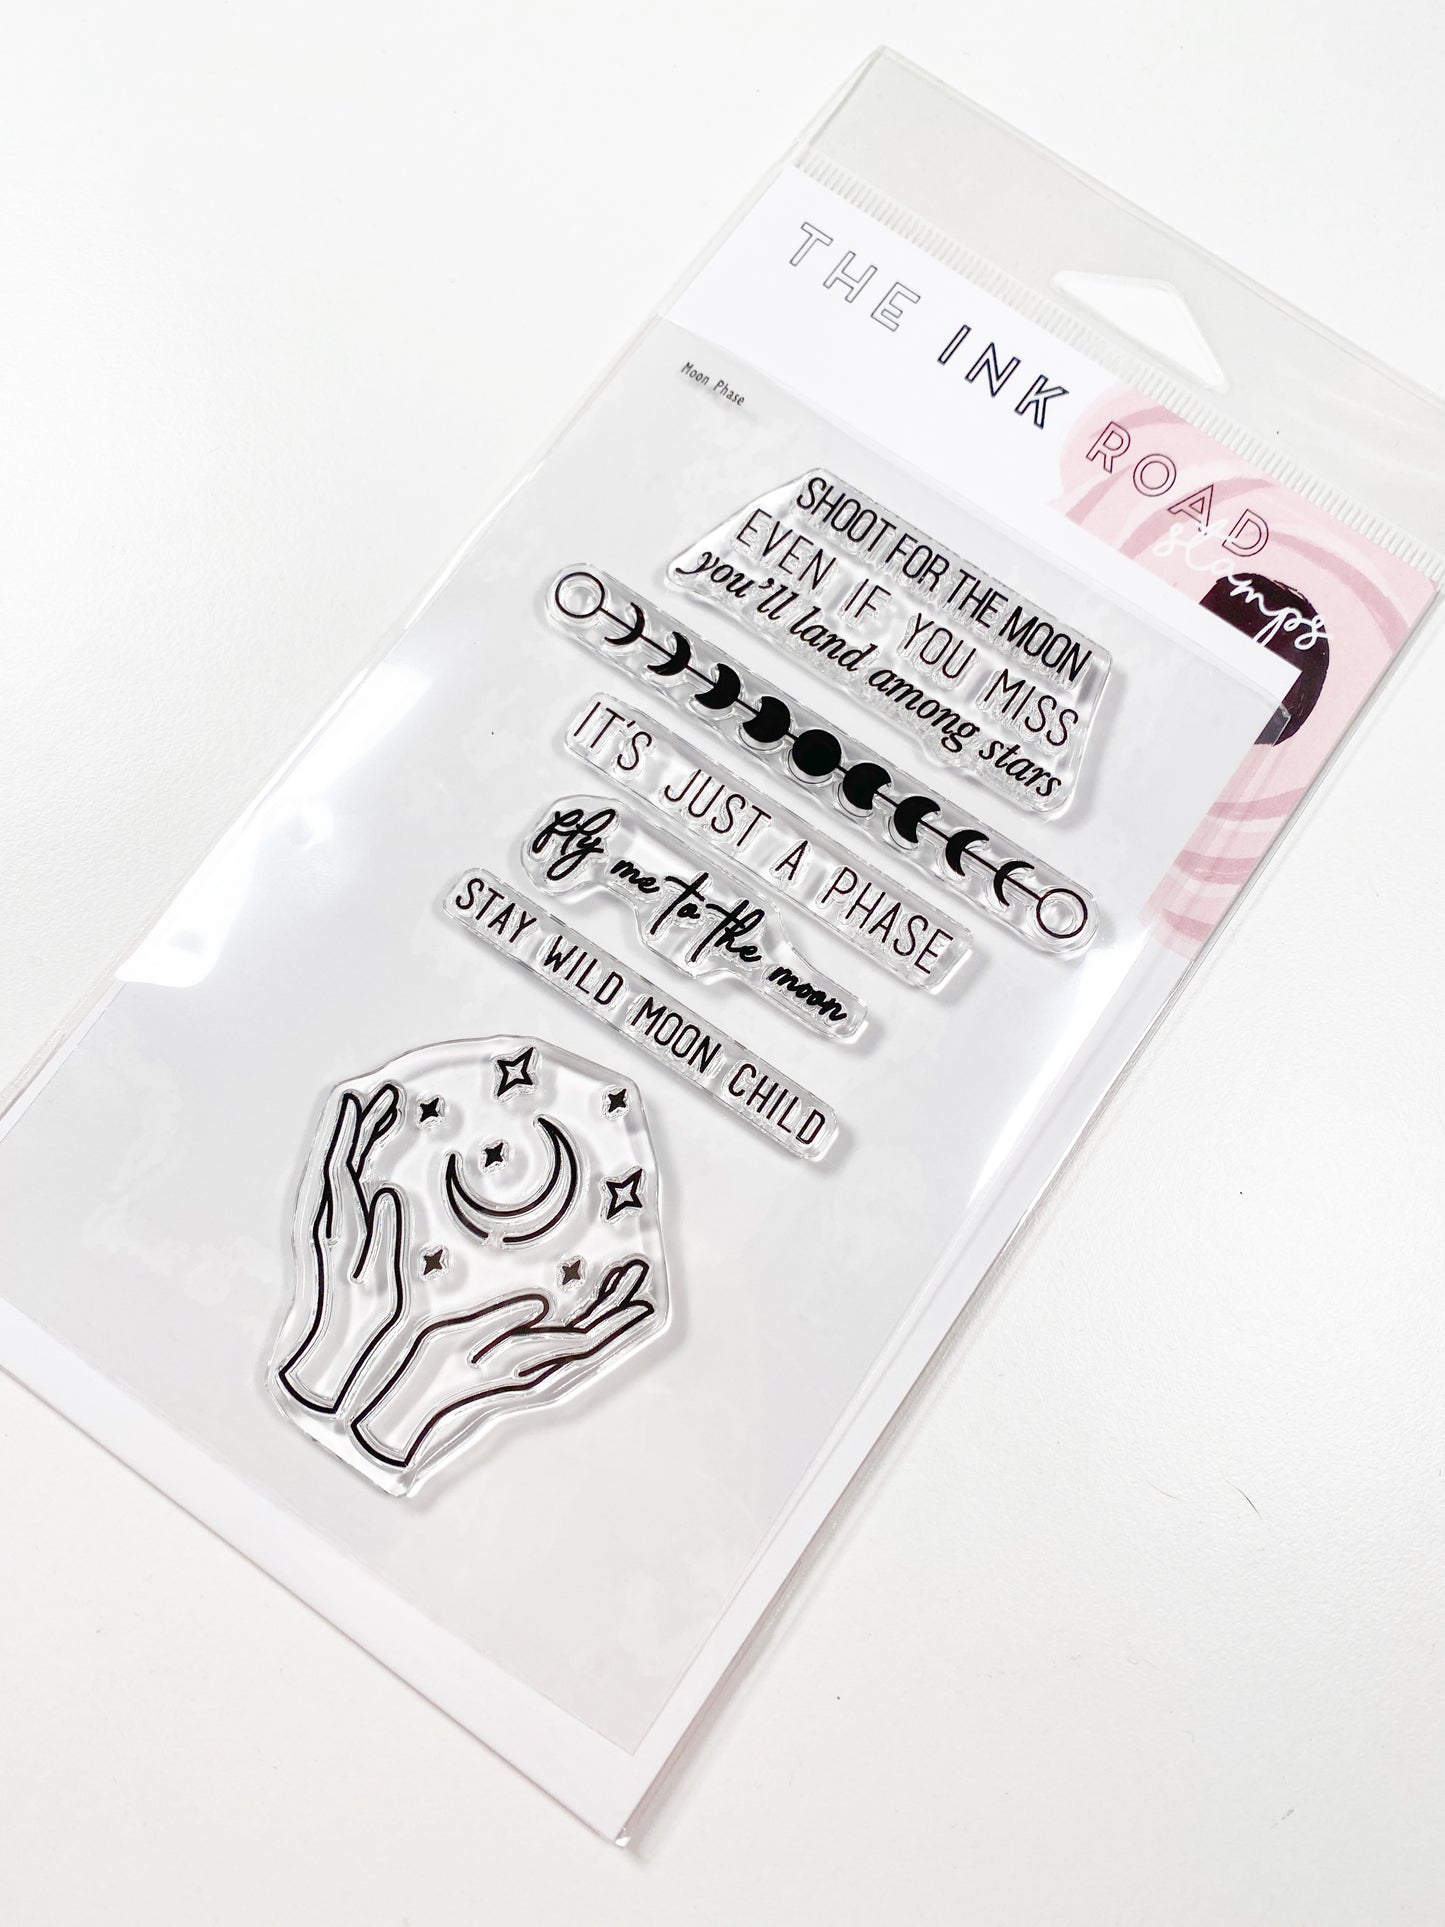 THE INK ROAD
stamps
Moon Phase
SHOOT FOR THE MOON
EVEN IF YOU MISS
you'll land among stars
IT'S JUST A PHASE
fly me to the moon
STAY WILD MOON CHILD